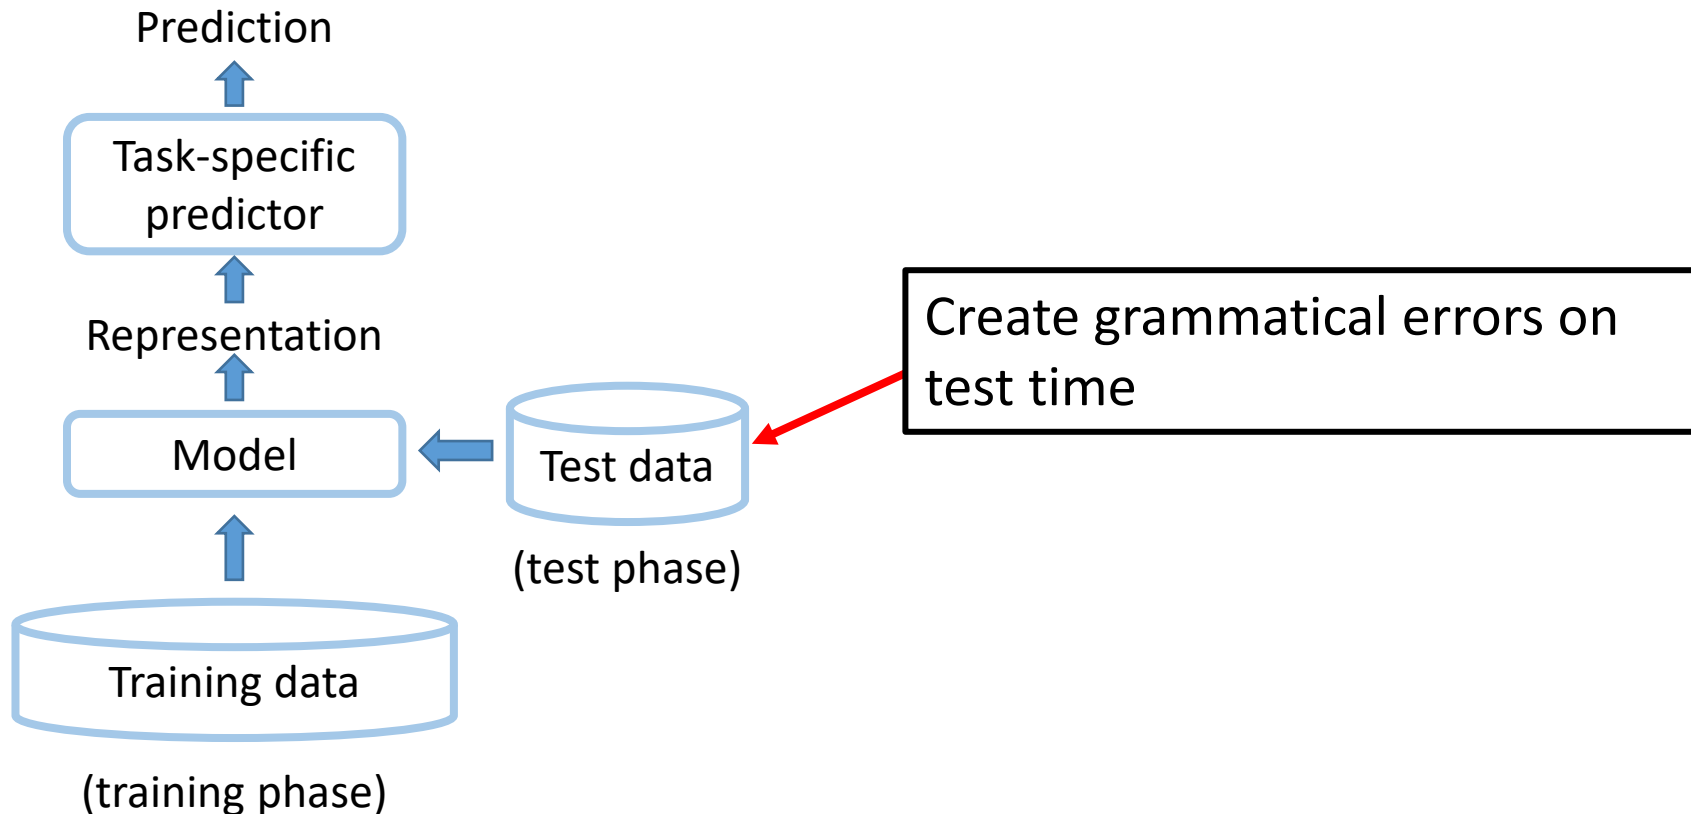 Prediction
Task-specific
predictor
Representation
Model
Test data
(test phase)
Training data
(training phase)
Create grammatical errors on
test time